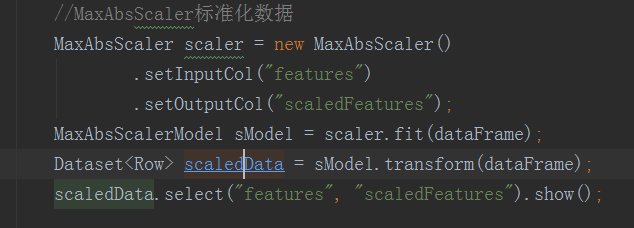 //MaxAbsScaler标准化数据
MaxAbsScaler scaler = new MaxAbsScaler()
.setInputCol("features")
.setOutputCol("scaledFeatures");
MaxAbsScalerModel sModel = scaler.fit(dataFrame);
Dataset<Row> scaledData = sModel.transform(dataFrame);
scaledData.select("features", "scaledFeatures").show();